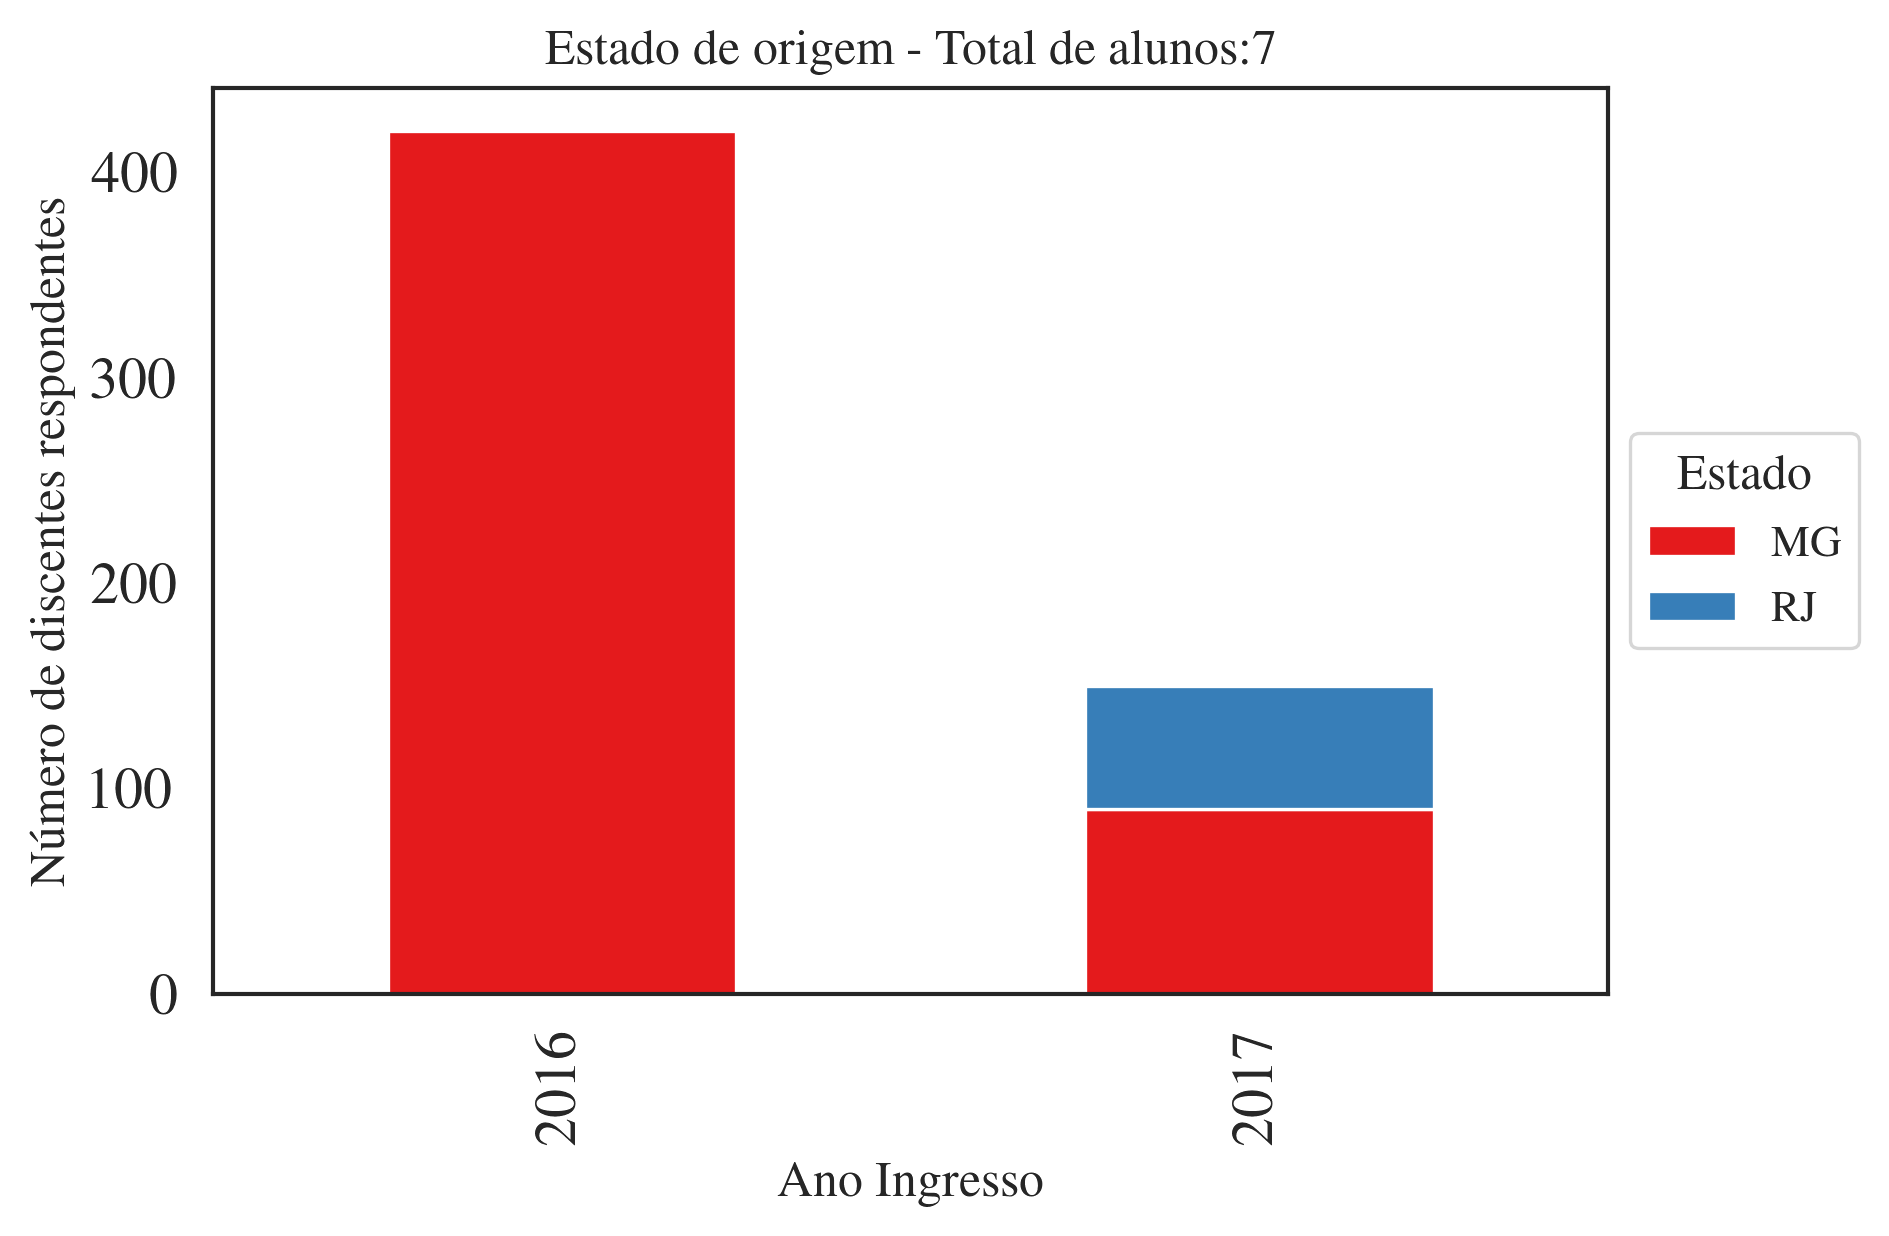 Estado de origem - Total de alunos:7
Número de discentes respondentes
400
300
200
100
0
2016
2017
Ano Ingresso
Estado
MG
RJ